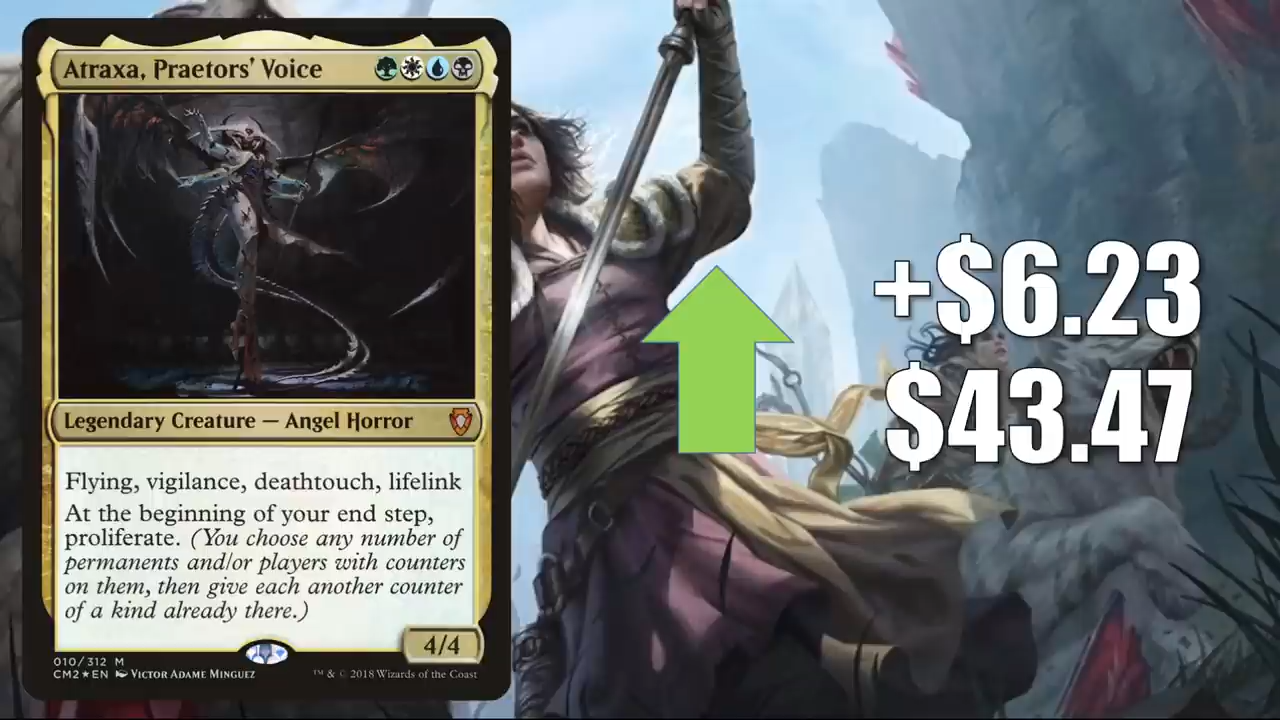 Atraxa, Praetors' Voice
Legendary Creature — Angel Horror
Flying, vigilance, deathtouch, lifelink
At the beginning of your end step,
proliferate. (You choose any number of
permanents and/or players with counters
on them, then give each another counter
of a kind already there.)
4/4
010/312 M
CM2★EN Victor Adame Minguez
™ & © 2018 Wizards of the Coast
+$6.23
$43.47